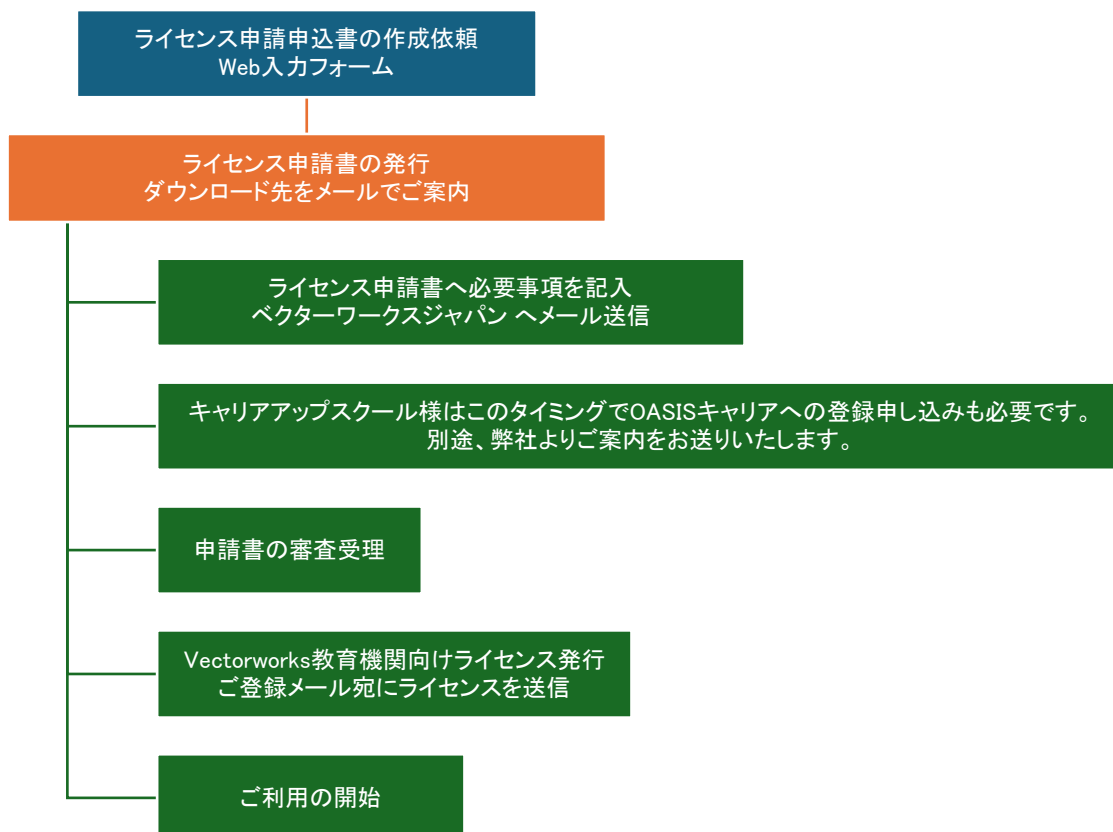 ライセンス申請申込書の作成依頼
Web入力フォーム
ライセンス申請書の発行
ダウンロード先をメールでご案内
ライセンス申請書へ必要事項を記入
ベクターワークスジャパン へメール送信
キャリアアップスクール様はこのタイミングでOASISキャリアへの登録申し込みも必要です。
別途、弊社よりご案内をお送りいたします。
申請書の審査受理
Vectorworks教育機関向けライセンス発行
ご登録メール宛にライセンスを送信
ご利用の開始